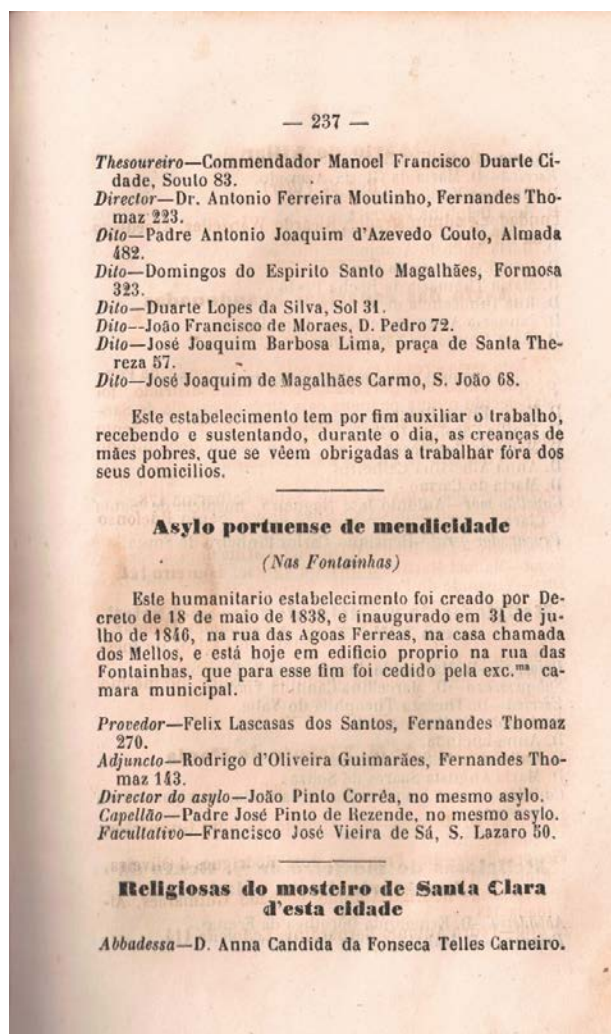 — 237 —
Thesoureiro—Commendador Manoel Francisco Duarte Ci-
dade, Souto 83.
Director—Dr. Antonio Ferreira Moutinho, Fernandes Tho-
maz 223.
Dito—Padre Antonio Joaquim d'Azevedo Couto, Almada
482.
Dito—Domingos do Espirito Santo Magalhães, Formosa
323.
Dito—Duarte Lopes da Silva, Sol 31.
Dito--João Francisco de Moraes, D. Pedro 72.
Dito—José Joaquim Barbosa Lima, praça de Santa The-
reza 57.
Dito—José Joaquim de Magalhães Carmo, S. João 68.
Este estabelecimento tem por fim auxiliar o trabalho,
recebendo e sustentando, durante o dia, as creanças de
mães pobres, que se vêem obrigadas a trabalhar fóra dos
seus domicilios.
Asylo portuense de mendicidade
(Nas Fontainhas)
Este humanitario estabelecimento foi creado por De-
creto de 18 de maio de 1838, e inaugurado em 31 de ju-
lho de 1846, na rua das Agoas Ferreas, na casa chamada
dos Mellos, e está hoje em edificio proprio na rua das
Fontainhas, que para esse fim foi cedido pela exc.ma ca-
mara municipal.
Provedor—Felix Lascasas dos Santos, Fernandes Thomaz
270.
Adjuncto—Rodrigo d'Oliveira Guimarães, Fernandes Tho-
maz 143.
Director do asylo—João Pinto Corrêa, no mesmo asylo.
Capellão—Padre José Pinto de Rezende, no mesmo asylo.
Facultativo—Francisco José Vieira de Sá, S. Lazaro 50.
Religiosas do mosteiro de Santa Clara
d'esta cidade
Abbadessa—D. Anna Candida da Fonseca Telles Carneiro.